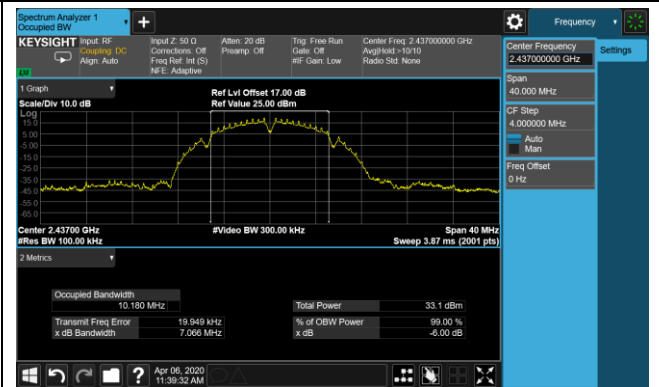 Spectrum Analyzer 1
Occupied BW
+
Frequency
KEYSIGHT
Input: RF
Coupling: DC
Align: Auto
Input Z: 50 Ω
Corrections: Off
Freq Ref: Int (S)
NFE: Adaptive
Atten: 20 dB
Preamp: Off
Trig: Free Run
Gate: Off
#IF Gain: Low
Center Freq: 2.437000000 GHz
Avg|Hold:>10/10
Radio Std: None
LVI
Center Frequency
2.437000000 GHz
Settings
Span
40.000 MHz
CF Step
4.000000 MHz
Auto
Man
Freq Offset
0 Hz
1 Graph
Scale/Div 10.0 dB
Ref Lvl Offset 17.00 dB
Ref Value 25.00 dBm
Log
15.0
5.00
-5.00
-15.0
-25.0
-35.0
-45.0
-55.0
-65.0
Center 2.43700 GHz
#Video BW 300.00 kHz
Span 40 MHz
#Res BW 100.00 kHz
Sweep 3.87 ms (2001 pts)
2 Metrics
Occupied Bandwidth
10.180 MHz
Total Power 33.1 dBm
Transmit Freq Error 19.949 kHz
% of OBW Power 99.00 %
x dB Bandwidth 7.066 MHz
x dB -6.00 dB
?
Apr 06, 2020
11:39:32 AM